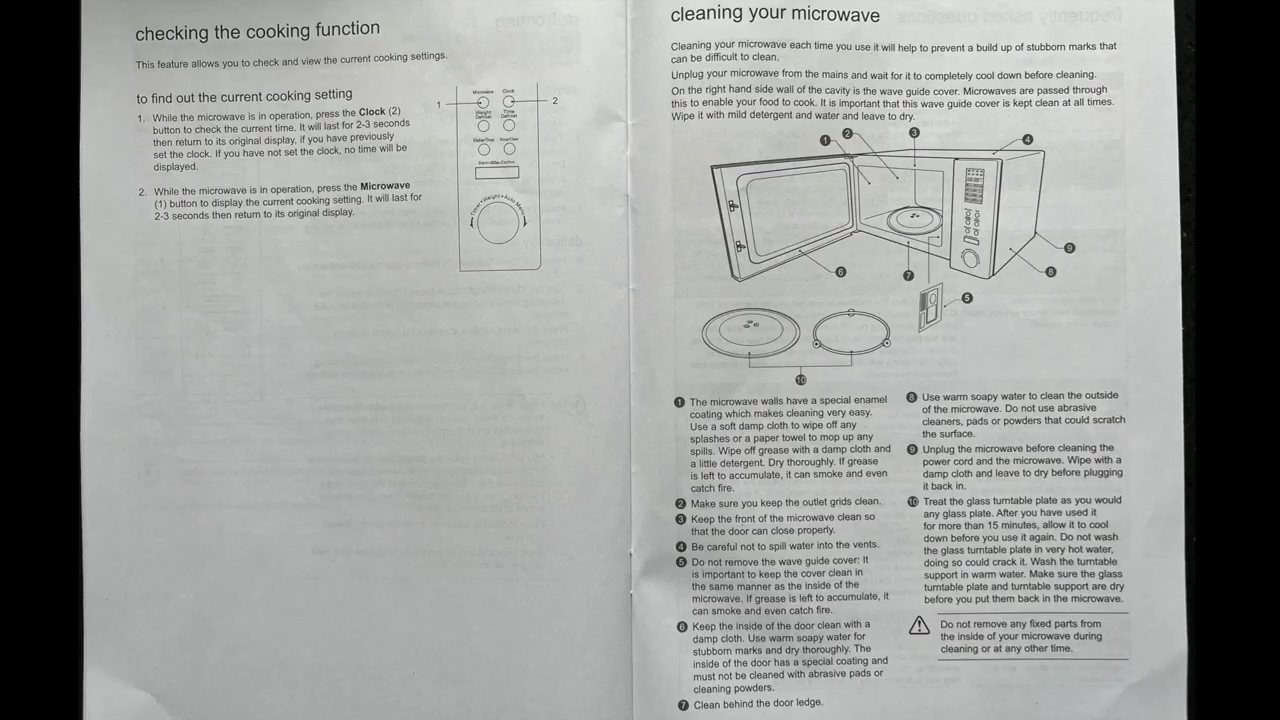 checking the cooking function
This feature allows you to check and view the current cooking settings.
to find out the current cooking setting
1. While the microwave is in operation, press the Clock (2)
button to check the current time. It will last for 2-3 seconds
then return to its original display, if you have previously
set the clock. If you have not set the clock, no time will be
displayed.
2. While the microwave is in operation, press the Microwave
(1) button to display the current cooking setting. It will last for
2-3 seconds then return to its original display.
1
Microwave
Clock
2
Weight
Defrost
Time
Defrost
Stop/Clear
Timer • Weight • Auto Menu
cleaning your microwave
Cleaning your microwave each time you use it will help to prevent a build up of stubborn marks that
can be difficult to clean.
Unplug your microwave from the mains and wait for it to completely cool down before cleaning.
On the right hand side wall of the cavity is the wave guide cover. Microwaves are passed through
this to enable your food to cook. It is important that this wave guide cover is kept clean at all times.
Wipe it with mild detergent and water and leave to dry.
1
2
3
4
9
8
7
6
5
10
1 The microwave walls have a special enamel
coating which makes cleaning very easy.
Use a soft damp cloth to wipe off any
splashes or a paper towel to mop up any
spills. Wipe off grease with a damp cloth and
a little detergent. Dry thoroughly. If grease
is left to accumulate, it can smoke and even
catch fire.
2 Make sure you keep the outlet grids clean.
3 Keep the front of the microwave clean so
that the door can close properly.
4 Be careful not to spill water into the vents.
5 Do not remove the wave guide cover: It
is important to keep the cover clean in
the same manner as the inside of the
microwave. If grease is left to accumulate, it
can smoke and even catch fire.
6 Keep the inside of the door clean with a
damp cloth. Use warm soapy water for
stubborn marks and dry thoroughly. The
inside of the door has a special coating and
must not be cleaned with abrasive pads or
cleaning powders.
7 Clean behind the door ledge.
8 Use warm soapy water to clean the outside
of the microwave. Do not use abrasive
cleaners, pads or powders that could scratch
the surface.
9 Unplug the microwave before cleaning the
power cord and the microwave. Wipe with a
damp cloth and leave to dry before plugging
it back in.
10 Treat the glass turntable plate as you would
any glass plate. After you have used it
for more than 15 minutes, allow it to cool
down before you use it again. Do not wash
the glass turntable plate in very hot water,
doing so could crack it. Wash the turntable
support in warm water. Make sure the glass
turntable plate and turntable support are dry
before you put them back in the microwave.
Do not remove any fixed parts from
the inside of your microwave during
cleaning or at any other time.